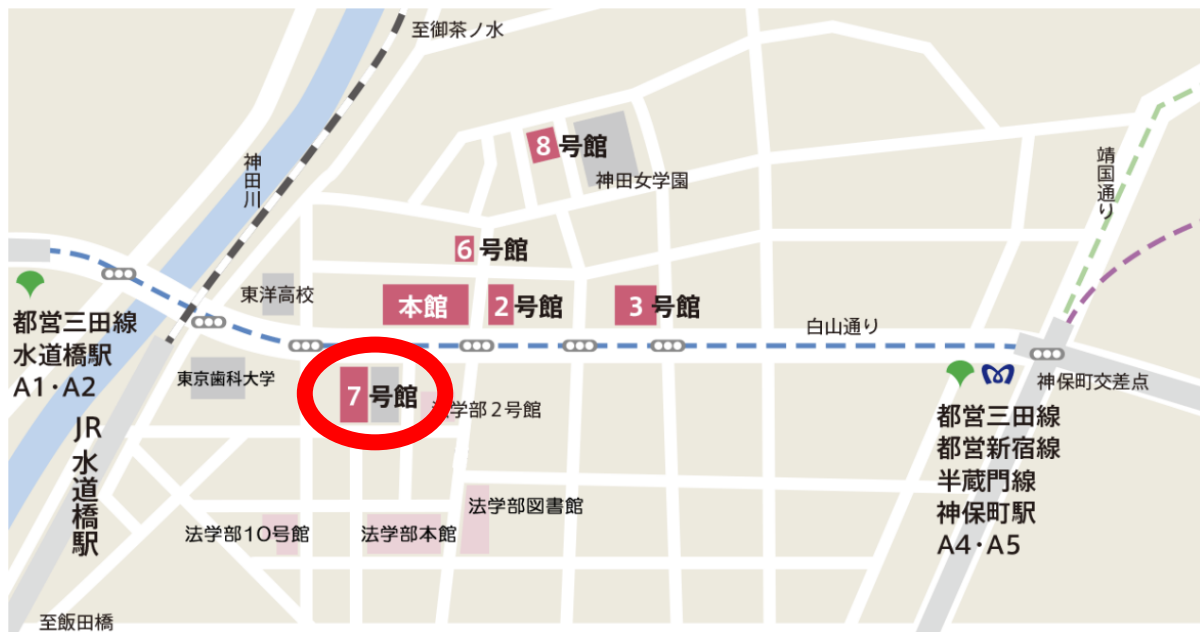 至御茶ノ水
神田川
8号館
神田女学園
靖国通り
6号館
東洋高校
本館
2号館
3号館
白山通り
都営三田線
水道橋駅
A1・A2
東京歯科大学
7号館
法学部2号館
神保町交差点
JR水道橋駅
都営三田線
都営新宿線
半蔵門線
神保町駅
A4・A5
法学部図書館
法学部10号館
法学部本館
至飯田橋